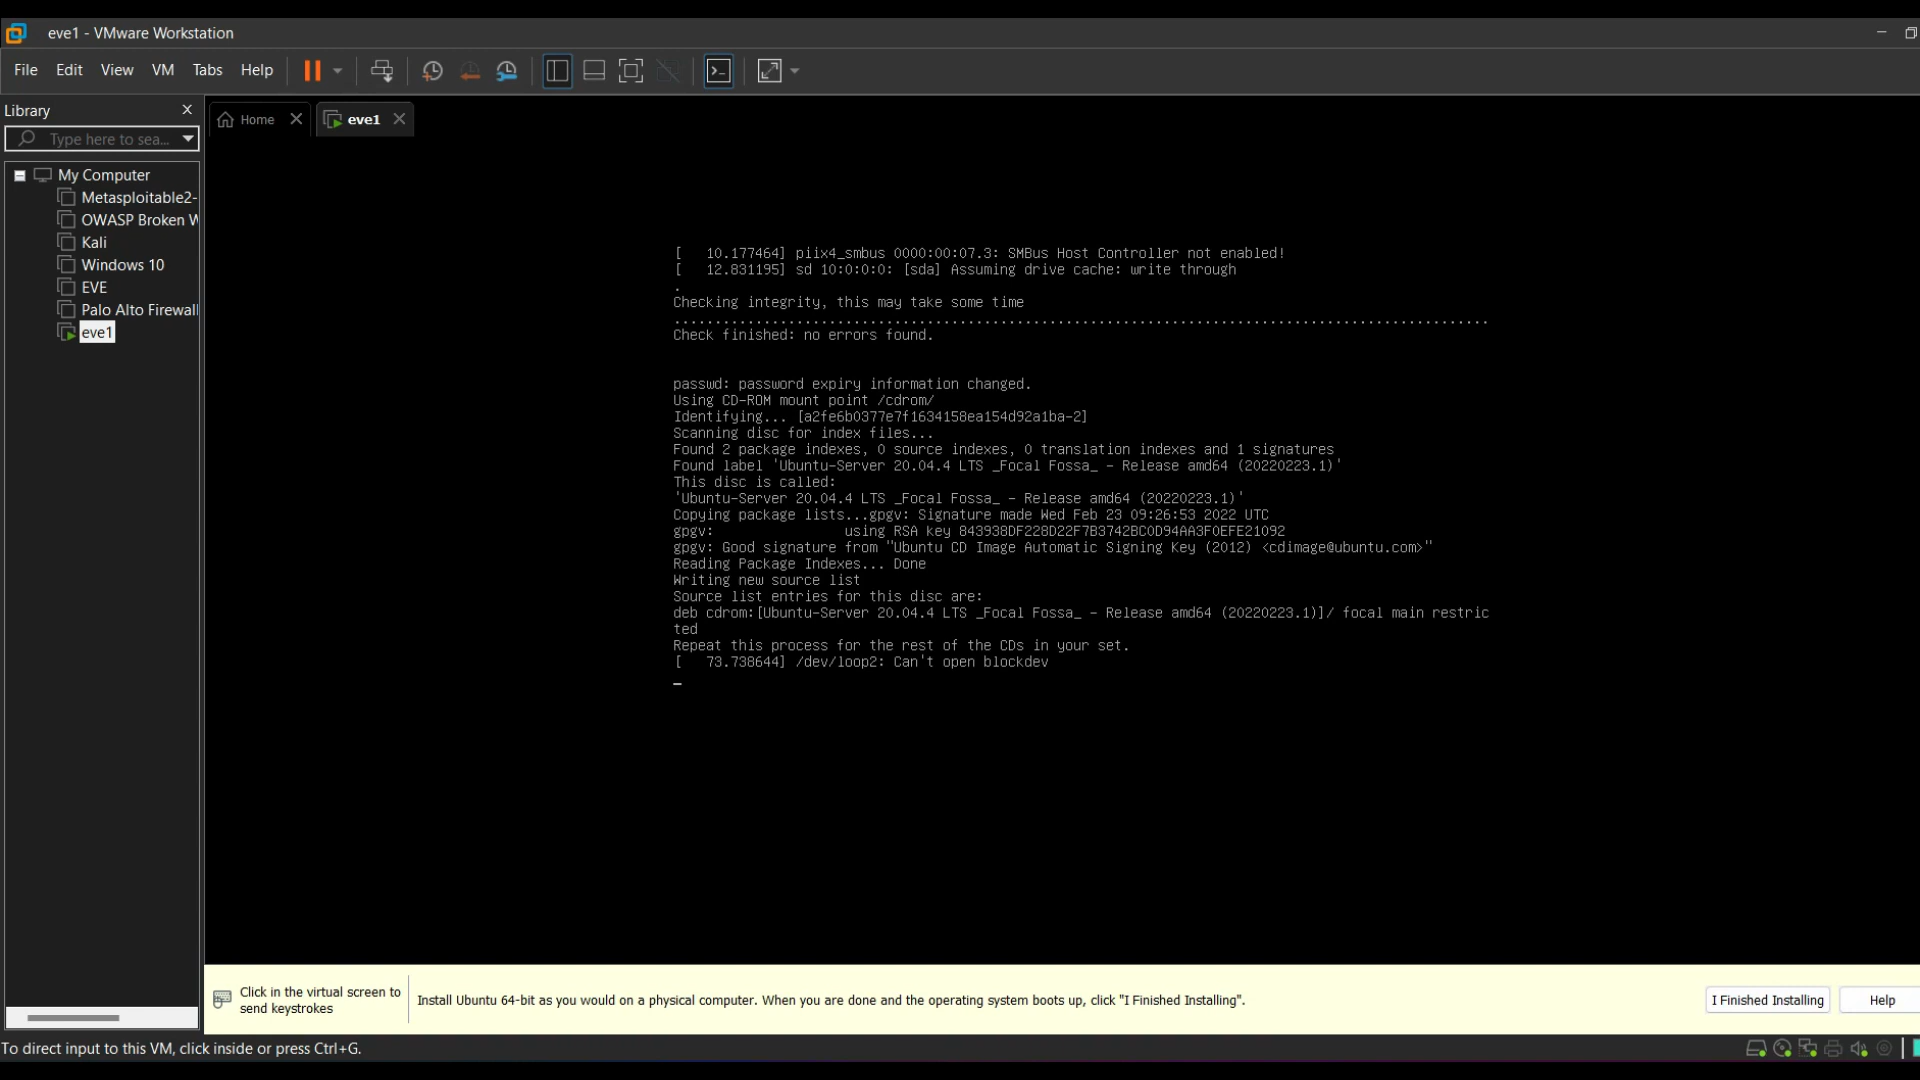 eve1 - VMware Workstation
File Edit View VM Tabs Help
Library
Type here to sea...
Home
eve1
My Computer
Metasploitable2-
OWASP Broken W
Kali
Windows 10
EVE
Palo Alto Firewall
eve1
[   10.177464] piix4_smbus 0000:00:07.3: SMBus Host Controller not enabled!
[   12.831195] sd 10:0:0:0: [sda] Assuming drive cache: write through
.
Checking integrity, this may take some time
....................................................................................................
Check finished: no errors found.
passwd: password expiry information changed.
Using CD-ROM mount point /cdrom/
Identifying... [a2fe6b0377e7f1634158ea154d92a1ba-2]
Scanning disc for index files...
Found 2 package indexes, 0 source indexes, 0 translation indexes and 1 signatures
Found label 'Ubuntu-Server 20.04.4 LTS _Focal Fossa_ - Release amd64 (20220223.1)'
This disc is called:
'Ubuntu-Server 20.04.4 LTS _Focal Fossa_ - Release amd64 (20220223.1)'
Copying package lists...gpgv: Signature made Wed Feb 23 09:26:53 2022 UTC
gpgv:                using RSA key 843938DF228D22F7B3742BC0D94AA3F0EFE21092
gpgv: Good signature from "Ubuntu CD Image Automatic Signing Key (2012) <cdimage@ubuntu.com>"
Reading Package Indexes... Done
Writing new source list
Source list entries for this disc are:
deb cdrom:[Ubuntu-Server 20.04.4 LTS _Focal Fossa_ - Release amd64 (20220223.1)]/ focal main restric
ted
Repeat this process for the rest of the CDs in your set.
[   73.738644] /dev/loop2: Can't open blockdev
_
Click in the virtual screen to
send keystrokes
Install Ubuntu 64-bit as you would on a physical computer. When you are done and the operating system boots up, click "I Finished Installing".
I Finished Installing
Help
To direct input to this VM, click inside or press Ctrl+G.